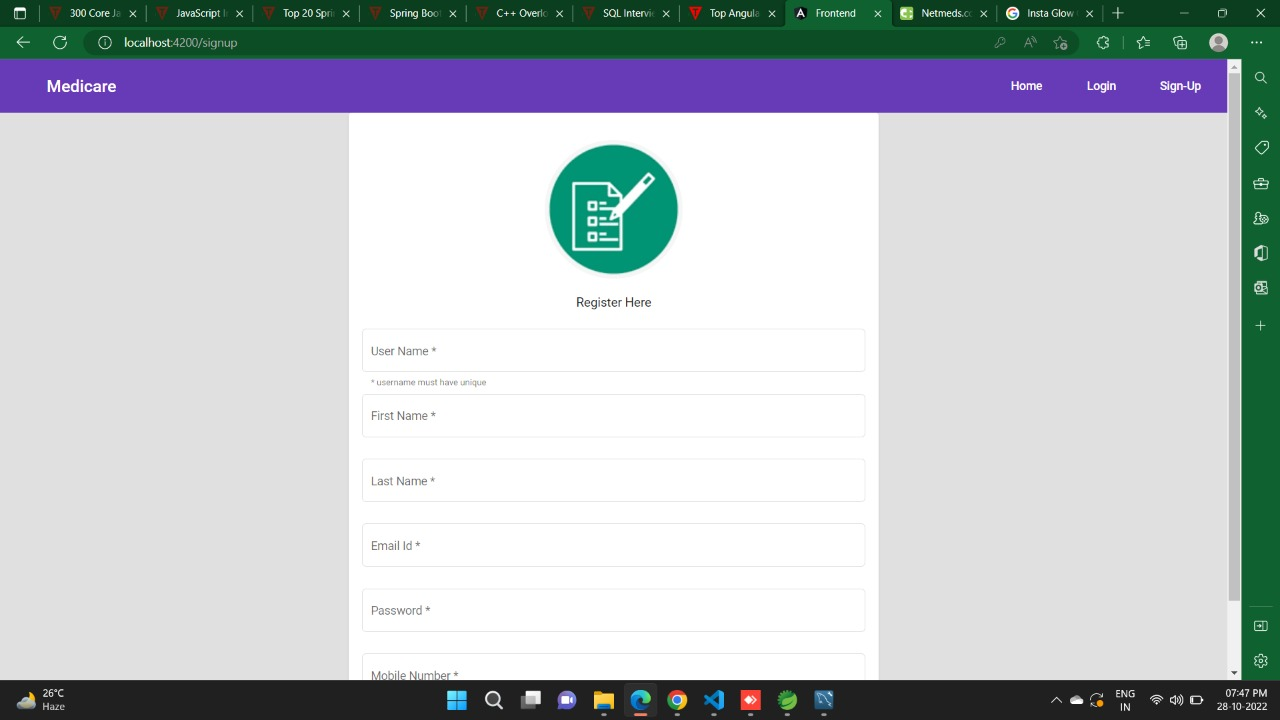 300 Core Ja
JavaScript I
Top 20 Spri
Spring Boot
C++ Overlo
SQL Intervie
Top Angula
Frontend
Netmeds.co
Insta Glow
localhost:4200/signup
Medicare
Home
Login
Sign-Up
Register Here
User Name *
* username must have unique
First Name *
Last Name *
Email Id *
Password *
Mobile Number *
26°C
Haze
ENG
IN
07:47 PM
28-10-2022